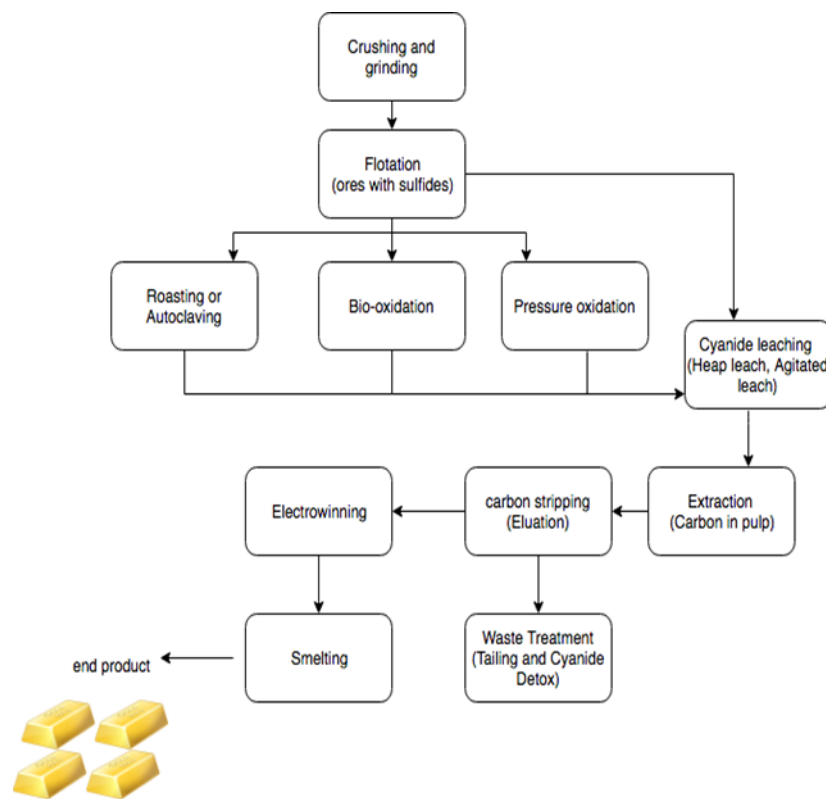 Crushing and
grinding
Flotation
(ores with sulfides)
Roasting or
Autoclaving
Bio-oxidation
Pressure oxidation
Cyanide leaching
(Heap leach, Agitated
leach)
Electrowinning
carbon stripping
(Eluation)
Extraction
(Carbon in pulp)
Smelting
Waste Treatment
(Tailing and Cyanide
Detox)
end product